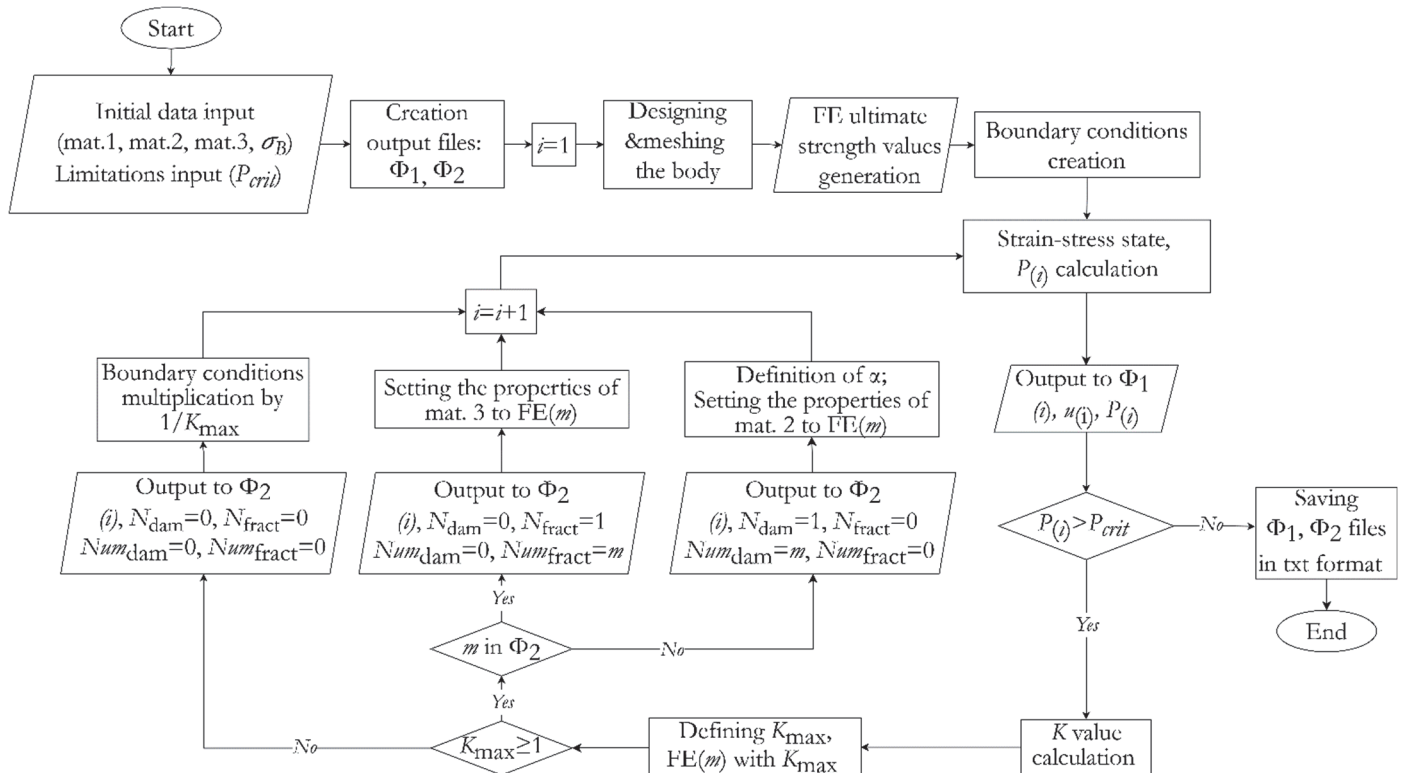 Start
Initial data input
(mat.1, mat.2, mat.3, σB)
Limitations input (Pcrit)
Creation
output files:
Φ1, Φ2
i=1
Designing
&meshing
the body
FE ultimate
strength values
generation
Boundary conditions
creation
Strain-stress state,
P(i) calculation
i=i+1
Boundary conditions
multiplication by
1/Kmax
Setting the properties of
mat. 3 to FE(m)
Definition of α;
Setting the properties of
mat. 2 to FE(m)
Output to Φ1
(i), u(i), P(i)
Output to Φ2
(i), Ndam=0, Nfract=0
Numdam=0, Numfract=0
Output to Φ2
(i), Ndam=0, Nfract=1
Numdam=0, Numfract=m
Output to Φ2
(i), Ndam=1, Nfract=0
Numdam=m, Numfract=0
P(i)>Pcrit
No
Saving
Φ1, Φ2 files
in txt format
Yes
End
Yes
m in Φ2
No
Yes
No
Kmax≥1
Defining Kmax,
FE(m) with Kmax
K value
calculation